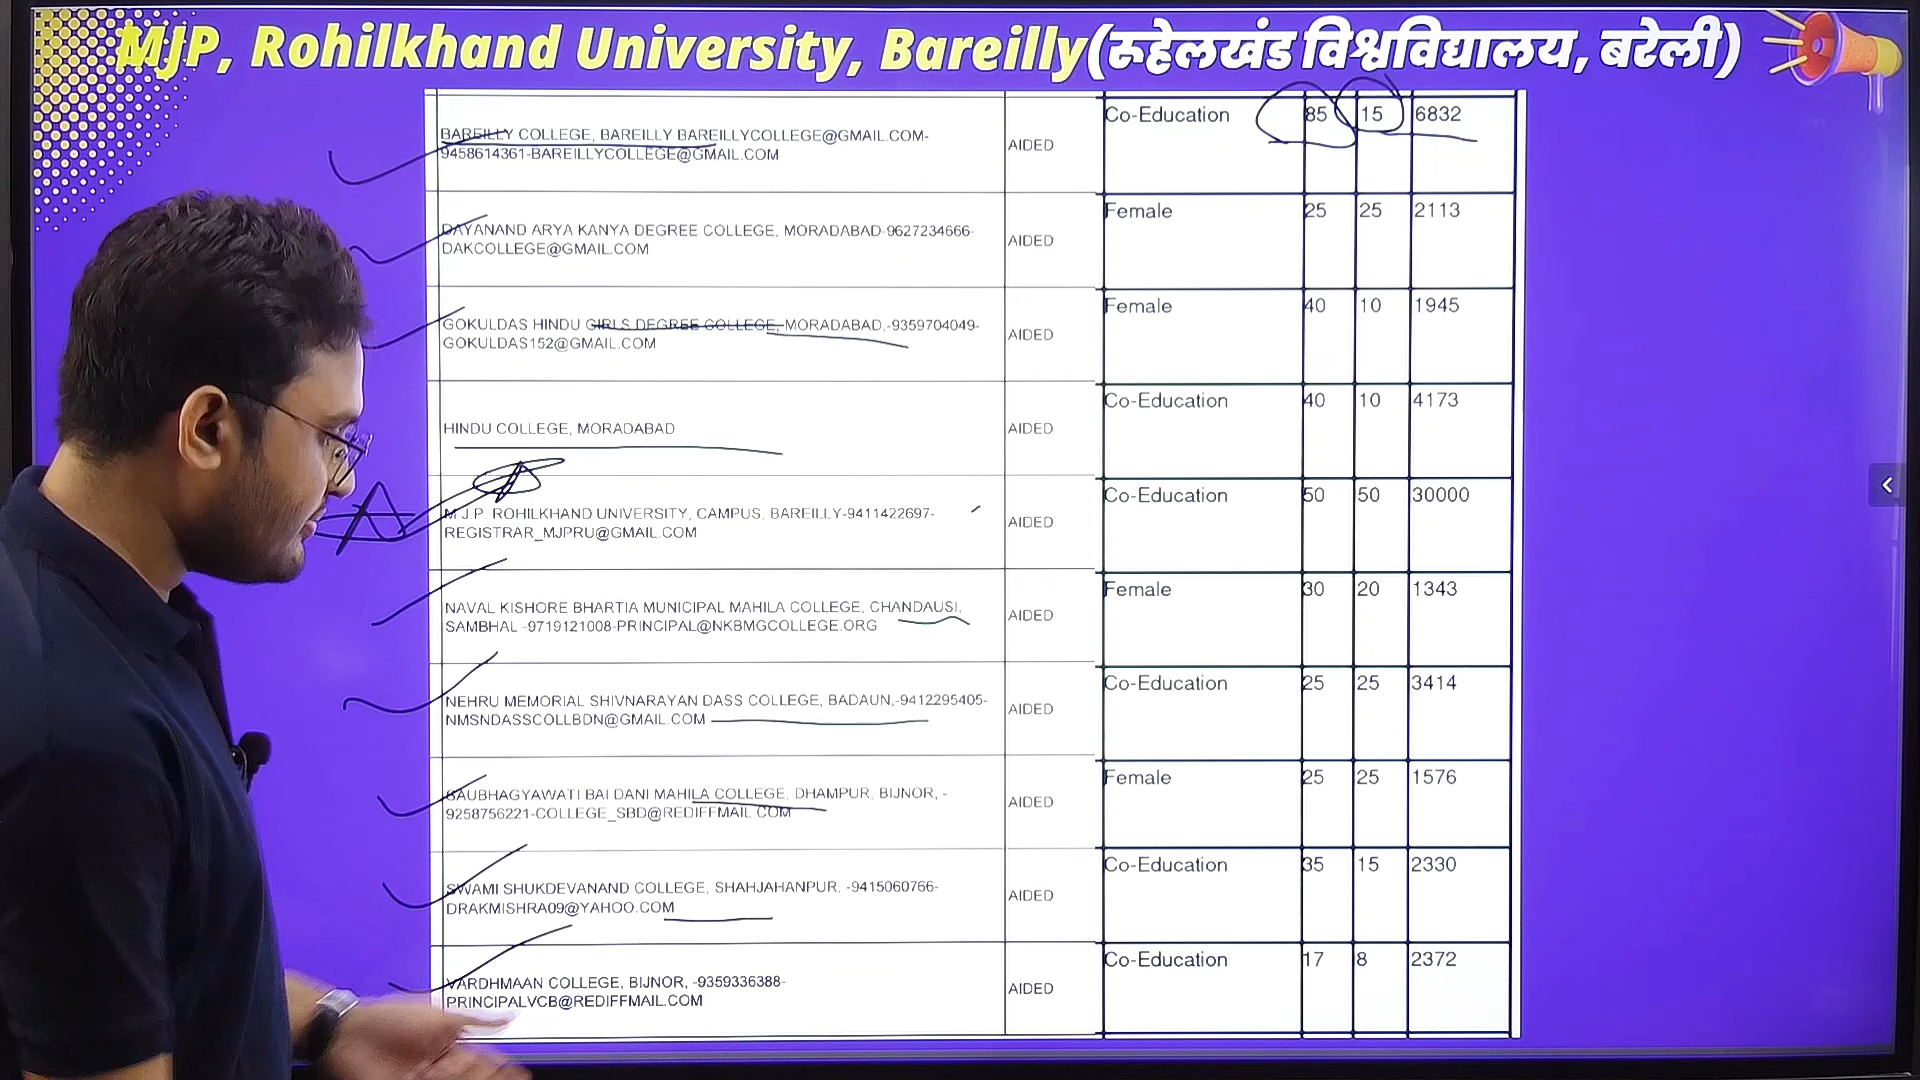 MJP, Rohilkhand University, Bareilly(रुहेलखंड विश्वविद्यालय, बरेली)
BAREILLY COLLEGE, BAREILLY BAREILLYCOLLEGE@GMAIL.COM-
9458614361-BAREILLYCOLLEGE@GMAIL.COM
AIDED
Co-Education 85 15 6832
DAYANAND ARYA KANYA DEGREE COLLEGE, MORADABAD-9627234666-
DAKCOLLEGE@GMAIL.COM
AIDED
Female 25 25 2113
GOKULDAS HINDU GIRLS DEGREE COLLEGE, MORADABAD,-9359704049-
GOKULDAS152@GMAIL.COM
AIDED
Female 40 10 1945
HINDU COLLEGE, MORADABAD
AIDED
Co-Education 40 10 4173
M.J.P. ROHILKHAND UNIVERSITY, CAMPUS, BAREILLY-9411422697-
REGISTRAR_MJPRU@GMAIL.COM
AIDED
Co-Education 50 50 30000
NAVAL KISHORE BHARTIA MUNICIPAL MAHILA COLLEGE, CHANDAUSI,
SAMBHAL -9719121008-PRINCIPAL@NKBMGCOLLEGE.ORG
AIDED
Female 30 20 1343
NEHRU MEMORIAL SHIVNARAYAN DASS COLLEGE, BADAUN,-9412295405-
NMSNDASSCOLLBDN@GMAIL.COM
AIDED
Co-Education 25 25 3414
SAUBHAGYAWATI BAI DANI MAHILA COLLEGE, DHAMPUR, BIJNOR, -
9258756221-COLLEGE_SBD@REDIFFMAIL.COM
AIDED
Female 25 25 1576
SWAMI SHUKDEVANAND COLLEGE, SHAHJAHANPUR, -9415060766-
DRAKMISHRA09@YAHOO.COM
AIDED
Co-Education 35 15 2330
VARDHMAAN COLLEGE, BIJNOR, -9359336388-
PRINCIPALVCB@REDIFFMAIL.COM
AIDED
Co-Education 17 8 2372